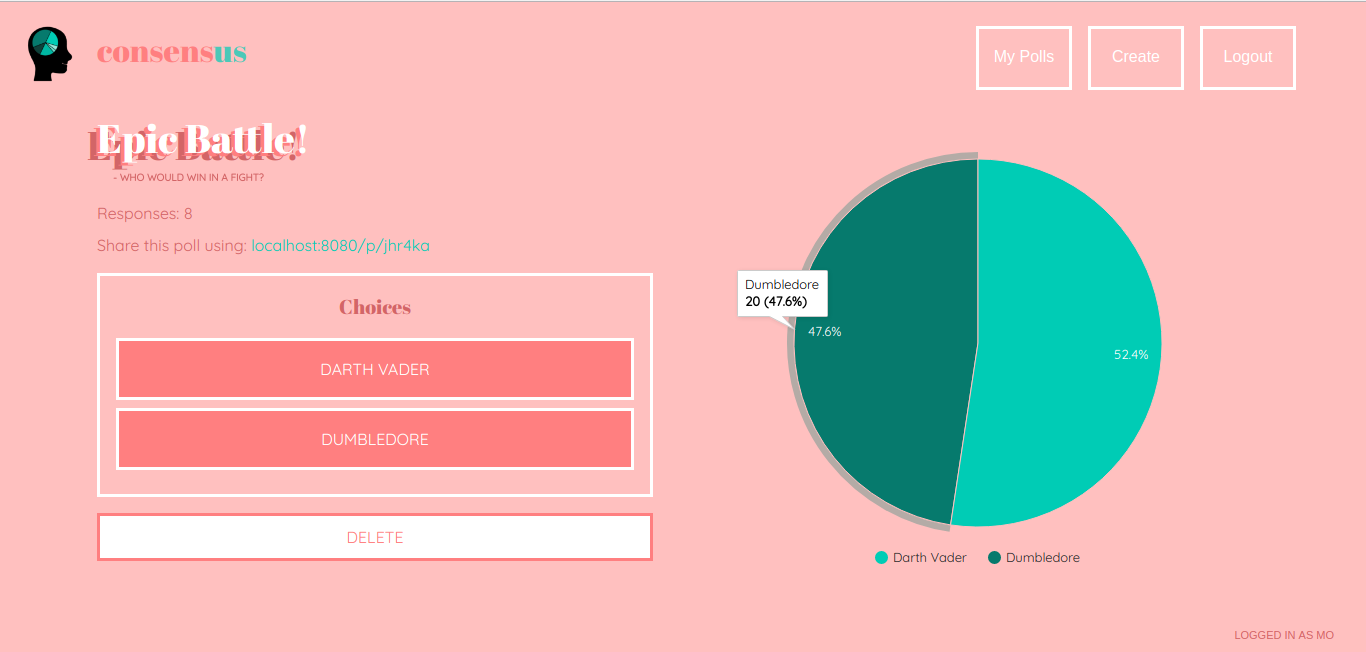 consensus
My Polls
Create
Logout
Epic Battle!
- WHO WOULD WIN IN A FIGHT?
Responses: 8
Share this poll using: localhost:8080/p/jhr4ka
Choices
DARTH VADER
DUMBLEDORE
DELETE
Dumbledore
20 (47.6%)
47.6%
52.4%
Darth Vader
Dumbledore
LOGGED IN AS MO